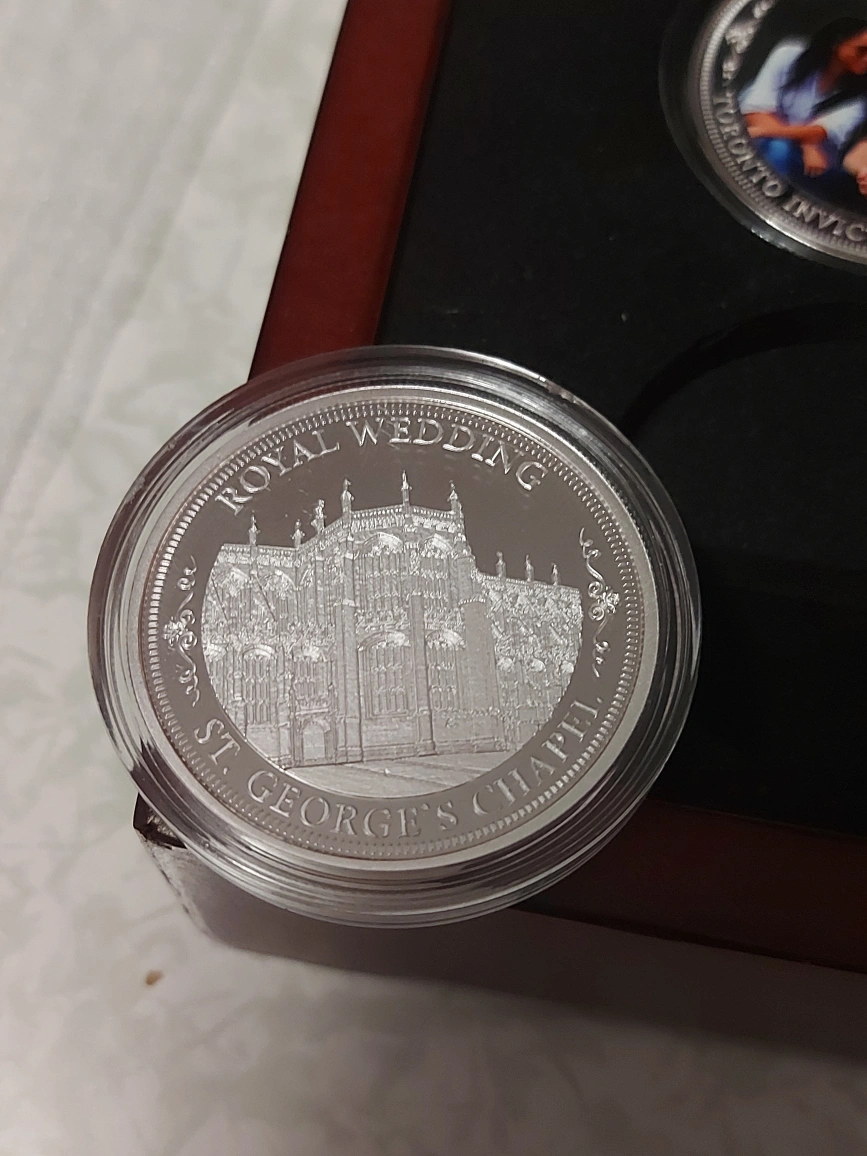 TORONTO INVIC
ROYAL WEDDING
ST. GEORGE'S CHAPEL